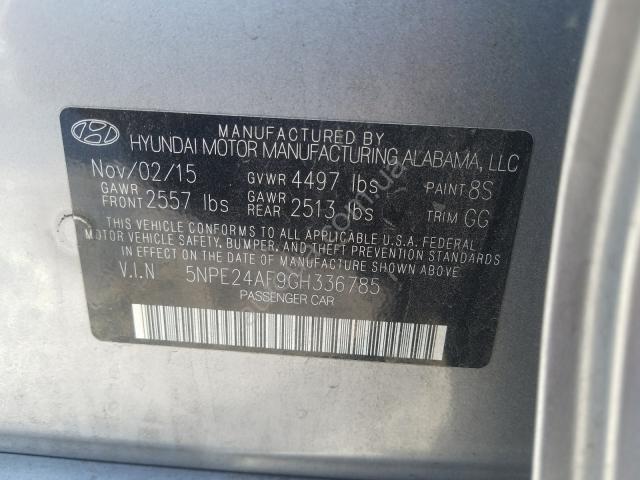 MANUFACTURED BY
HYUNDAI MOTOR MANUFACTURING ALABAMA, LLC
Nov/02/15 GVWR 4497 lbs PAINT 8S
GAWR FRONT 2557 lbs GAWR REAR 2513 lbs TRIM GG
THIS VEHICLE CONFORMS TO ALL APPLICABLE U.S.A. FEDERAL
MOTOR VEHICLE SAFETY, BUMPER, AND THEFT PREVENTION STANDARDS
IN EFFECT ON THE DATE OF MANUFACTURE SHOWN ABOVE.
V.I.N 5NPE24AF9GH336785
PASSENGER CAR